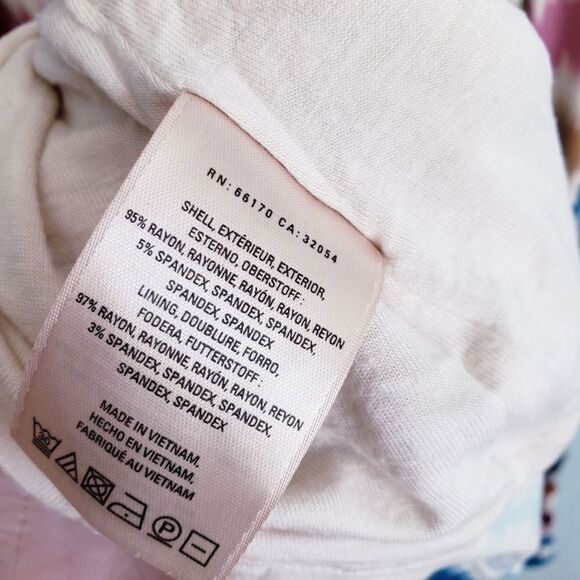 RN: 66170 CA: 32054
SHELL, EXTÉRIEUR, EXTERIOR,
ESTERNO, OBERSTOFF :
95% RAYON, RAYONNE, RAYÓN, RAYON, REYON
5% SPANDEX, SPANDEX, SPANDEX,
SPANDEX, SPANDEX
LINING, DOUBLURE, FORRO,
FODERA, FUTTERSTOFF :
97% RAYON, RAYONNE, RAYÓN, RAYON, REYON
3% SPANDEX, SPANDEX, SPANDEX,
SPANDEX, SPANDEX
MADE IN VIETNAM,
HECHO EN VIETNAM,
FABRIQUÉ AU VIETNAM
30 P